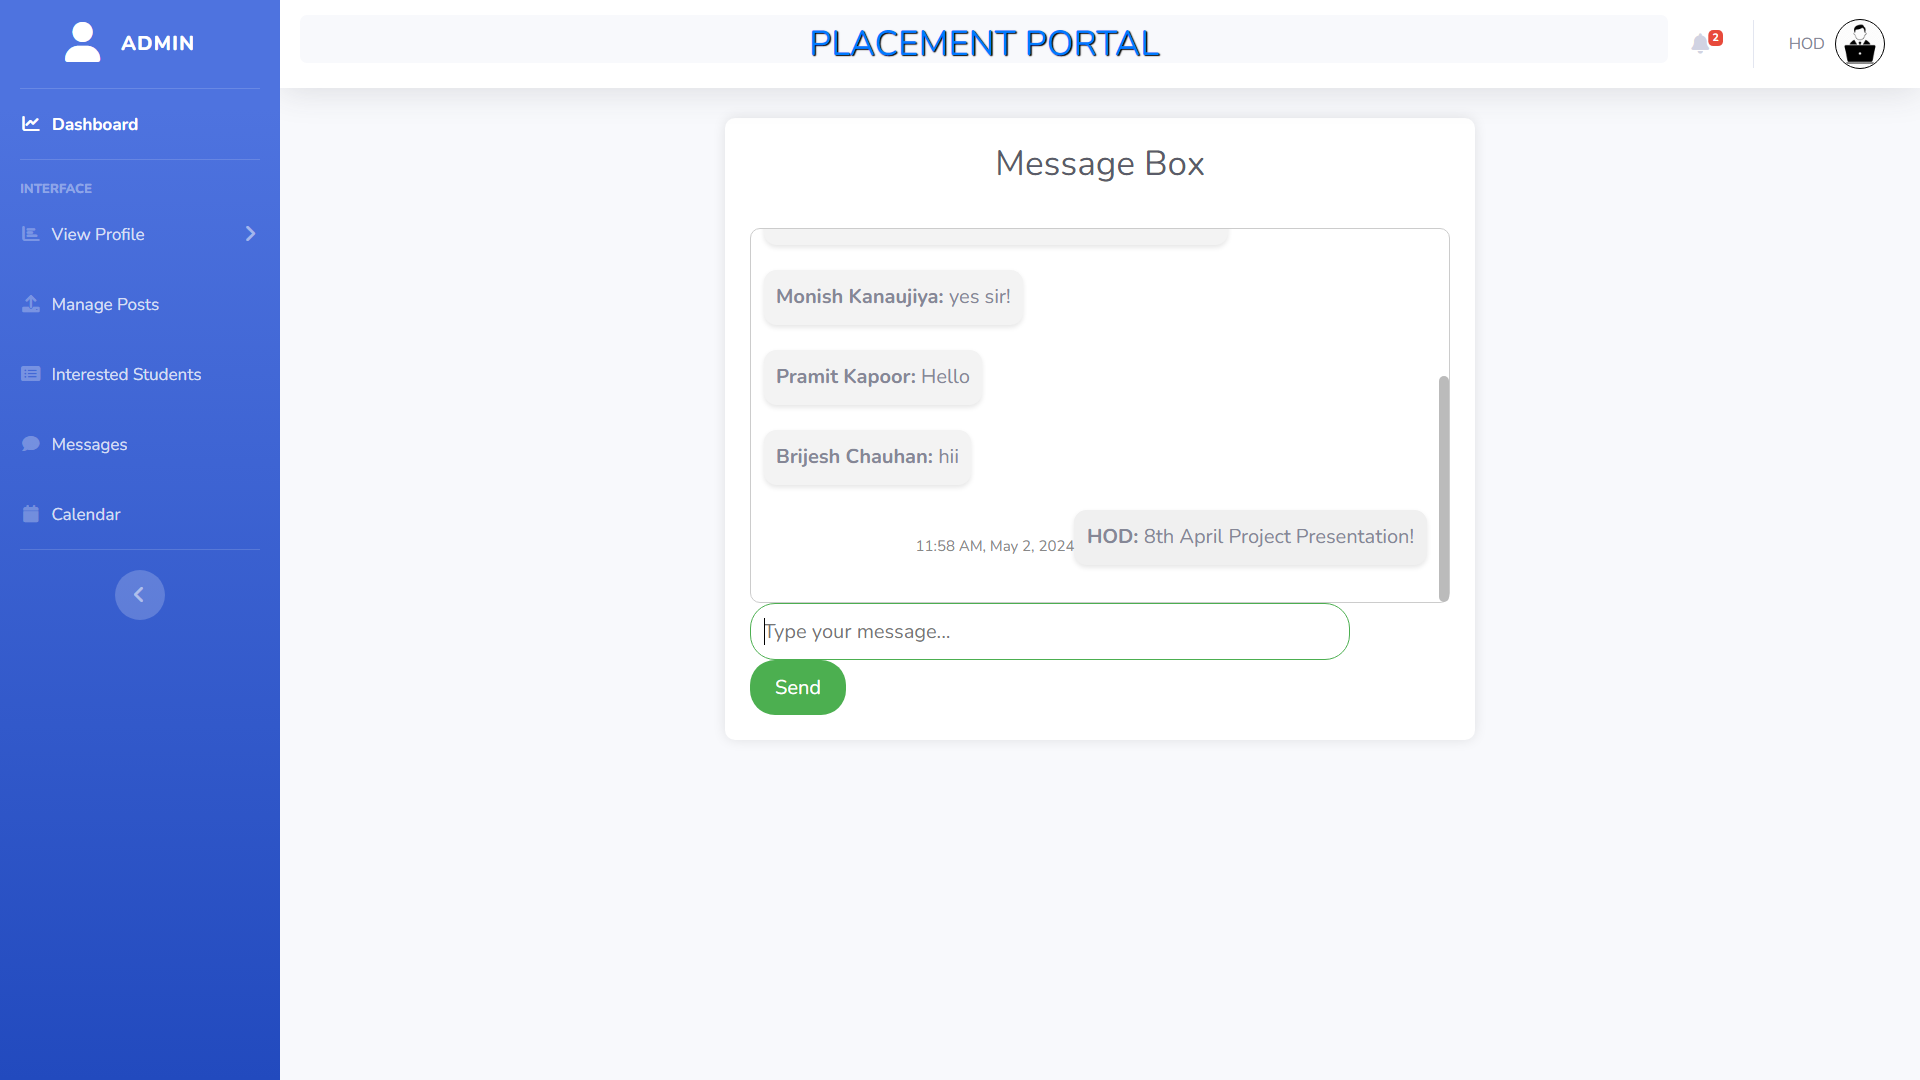 ADMIN
PLACEMENT PORTAL
2
HOD
Dashboard
INTERFACE
View Profile
Manage Posts
Interested Students
Messages
Calendar
Message Box
Monish Kanaujiya: yes sir!
Pramit Kapoor: Hello
Brijesh Chauhan: hii
HOD: 8th April Project Presentation!
11:58 AM, May 2, 2024
Type your message...
Send